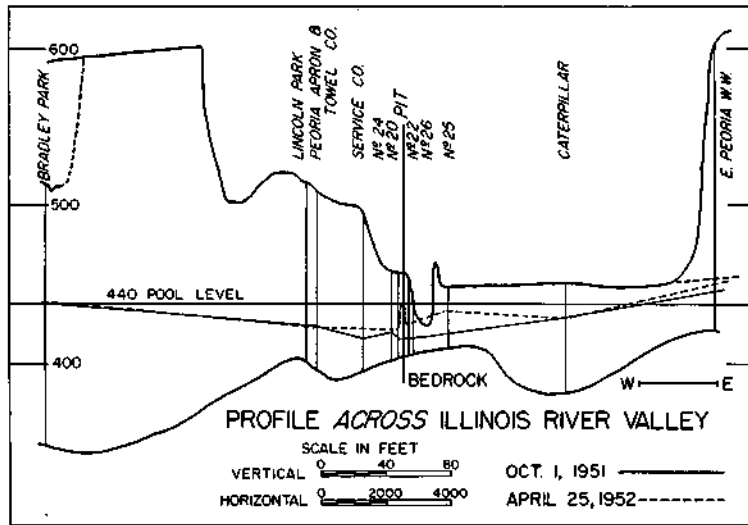 600
500
400
BRADLEY PARK
LINCOLN PARK
PEORIA APRON &
TOWEL CO.
SERVICE CO.
Nº 24
Nº 20
PIT
Nº 22
Nº 26
Nº 25
CATERPILLAR
E. PEORIA W.W.
440 POOL LEVEL
BEDROCK
W E
PROFILE ACROSS ILLINOIS RIVER VALLEY
SCALE IN FEET
VERTICAL 0 40 80
HORIZONTAL 0 2000 4000
OCT. 1, 1951
APRIL 25, 1952